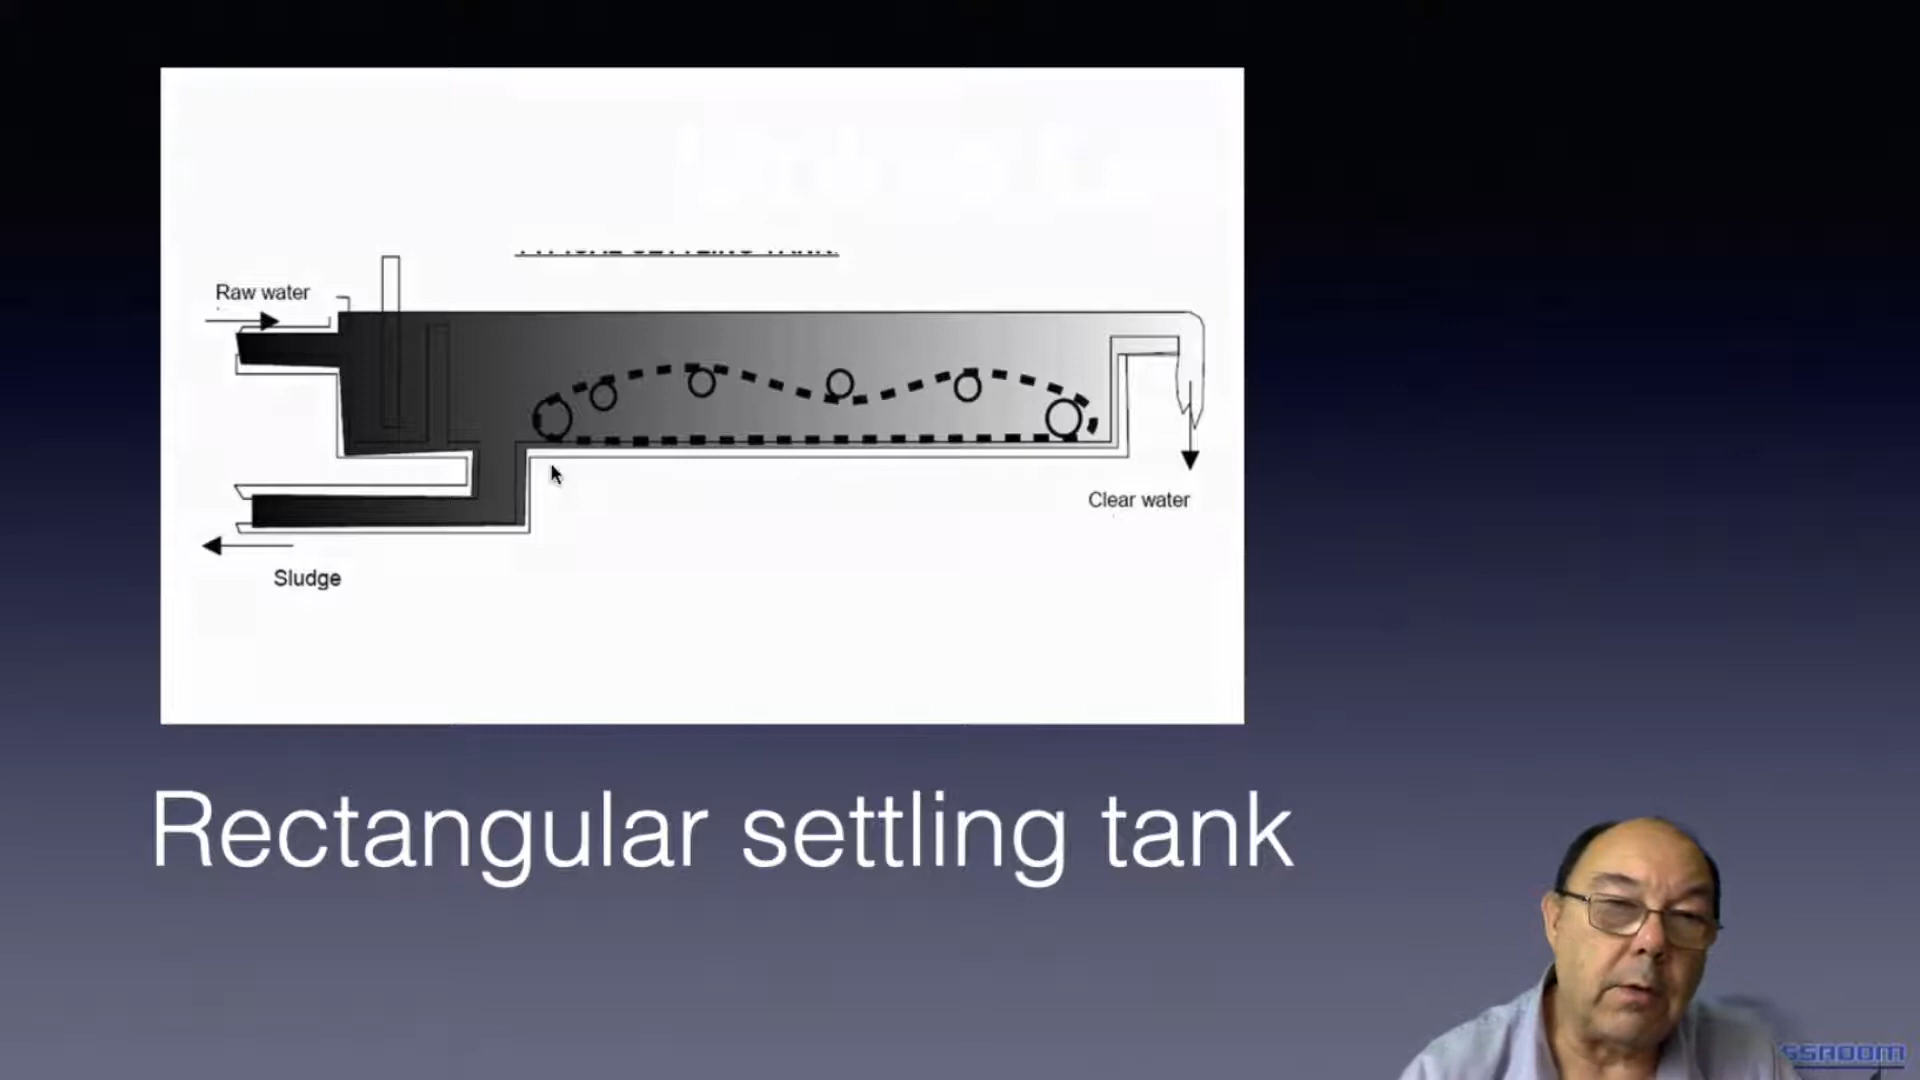 Raw water
Clear water
Sludge
Rectangular settling tank